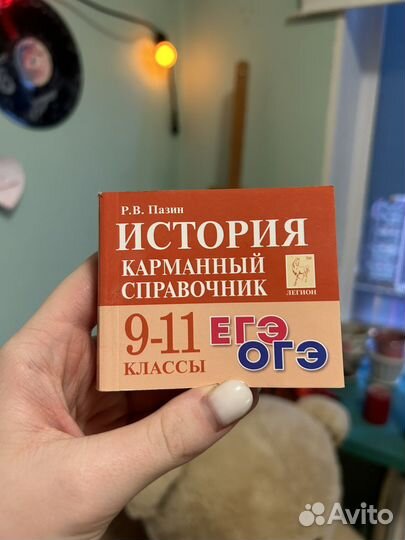 Р.В. Пазин
ИСТОРИЯ
КАРМАННЫЙ
СПРАВОЧНИК
ЛЕГИОН
9-11
КЛАССЫ
ЕГЭ
ОГЭ
Avito